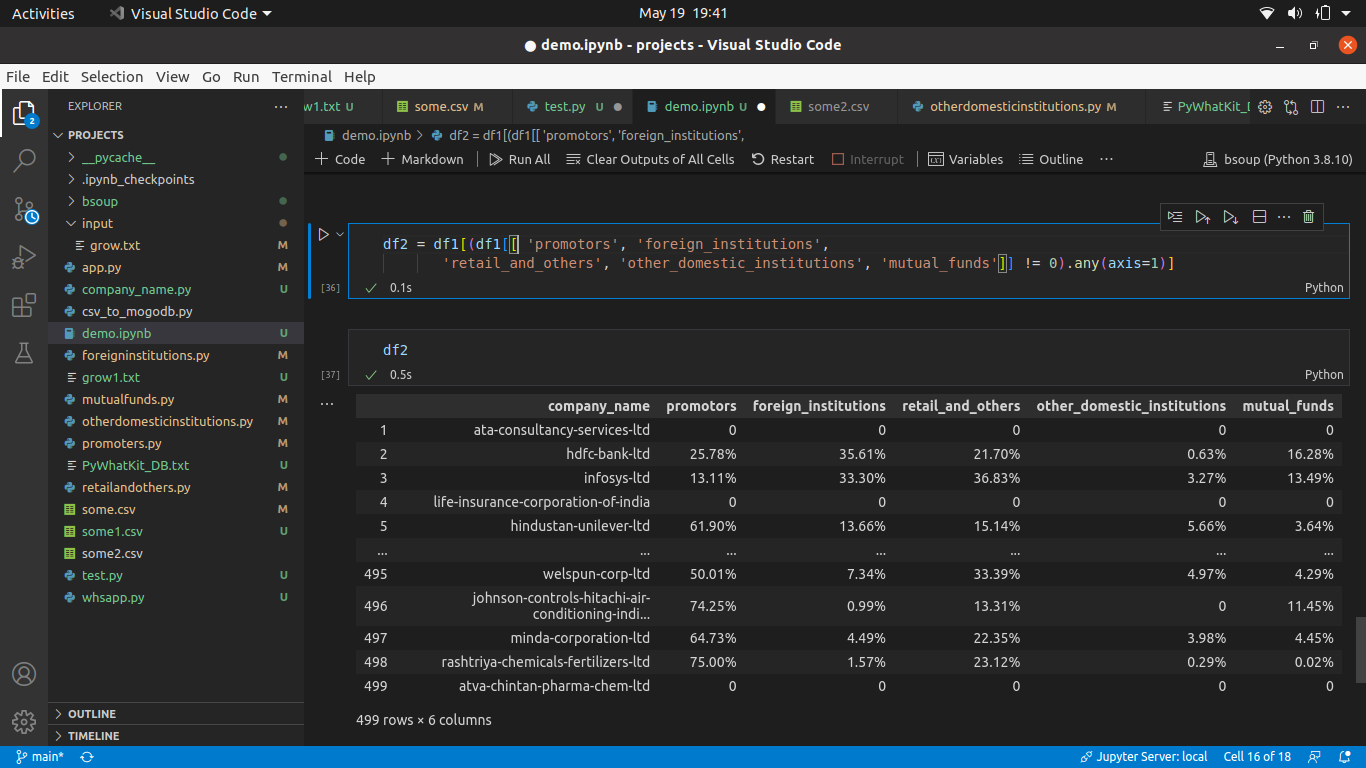 Activities
Visual Studio Code
May 19 19:41
● demo.ipynb - projects - Visual Studio Code
File Edit Selection View Go Run Terminal Help
EXPLORER
2
PROJECTS
__pycache__
.ipynb_checkpoints
bsoup
input
grow.txt M
app.py M
company_name.py U
csv_to_mogodb.py
demo.ipynb U
foreigninstitutions.py M
grow1.txt U
mutualfunds.py M
otherdomesticinstitutions.py M
promoters.py M
PyWhatKit_DB.txt U
retailandothers.py M
some.csv M
some1.csv U
some2.csv
test.py U
whsapp.py U
OUTLINE
TIMELINE
w1.txt U
some.csv M
test.py U
demo.ipynb U
some2.csv
otherdomesticinstitutions.py M
PyWhatKit_D
demo.ipynb > df2 = df1[(df1[[ 'promotors', 'foreign_institutions',
+ Code + Markdown Run All Clear Outputs of All Cells Restart Interrupt Variables Outline ··· bsoup (Python 3.8.10)
df2 = df1[(df1[[ 'promotors', 'foreign_institutions',
'retail_and_others', 'other_domestic_institutions', 'mutual_funds']] != 0).any(axis=1)]
[36] ✓ 0.1s Python
df2
[37] ✓ 0.5s Python
company_name promotors foreign_institutions retail_and_others other_domestic_institutions mutual_funds
1 ata-consultancy-services-ltd 0 0 0 0 0
2 hdfc-bank-ltd 25.78% 35.61% 21.70% 0.63% 16.28%
3 infosys-ltd 13.11% 33.30% 36.83% 3.27% 13.49%
4 life-insurance-corporation-of-india 0 0 0 0 0
5 hindustan-unilever-ltd 61.90% 13.66% 15.14% 5.66% 3.64%
... ... ... ... ... ... ...
495 welspun-corp-ltd 50.01% 7.34% 33.39% 4.97% 4.29%
496 johnson-controls-hitachi-air-
conditioning-indi... 74.25% 0.99% 13.31% 0 11.45%
497 minda-corporation-ltd 64.73% 4.49% 22.35% 3.98% 4.45%
498 rashtriya-chemicals-fertilizers-ltd 75.00% 1.57% 23.12% 0.29% 0.02%
499 atva-chintan-pharma-chem-ltd 0 0 0 0 0
499 rows × 6 columns
main* Jupyter Server: local Cell 16 of 18